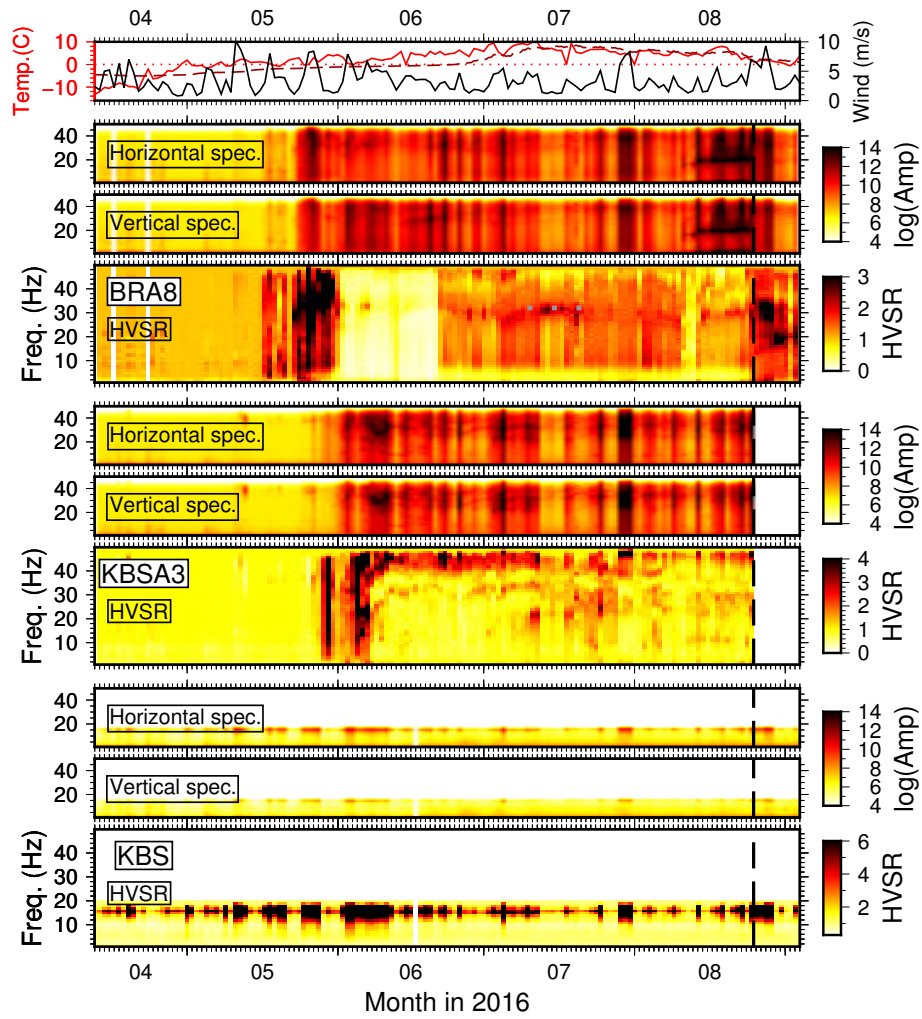 04 05 06 07 08
Temp.(C)
10
0
−10
10
5
0
Wind (m/s)
40
20
Horizontal spec.
40
20
Vertical spec.
14
12
10
8
6
4
log(Amp)
Freq. (Hz)
40
30
20
10
BRA8
HVSR
3
2
1
0
HVSR
40
20
Horizontal spec.
40
20
Vertical spec.
14
12
10
8
6
4
log(Amp)
Freq. (Hz)
40
30
20
10
KBSA3
HVSR
4
3
2
1
0
HVSR
40
20
Horizontal spec.
40
20
Vertical spec.
14
12
10
8
6
4
log(Amp)
Freq. (Hz)
40
30
20
10
KBS
HVSR
6
5
4
3
2
HVSR
04 05 06 07 08
Month in 2016